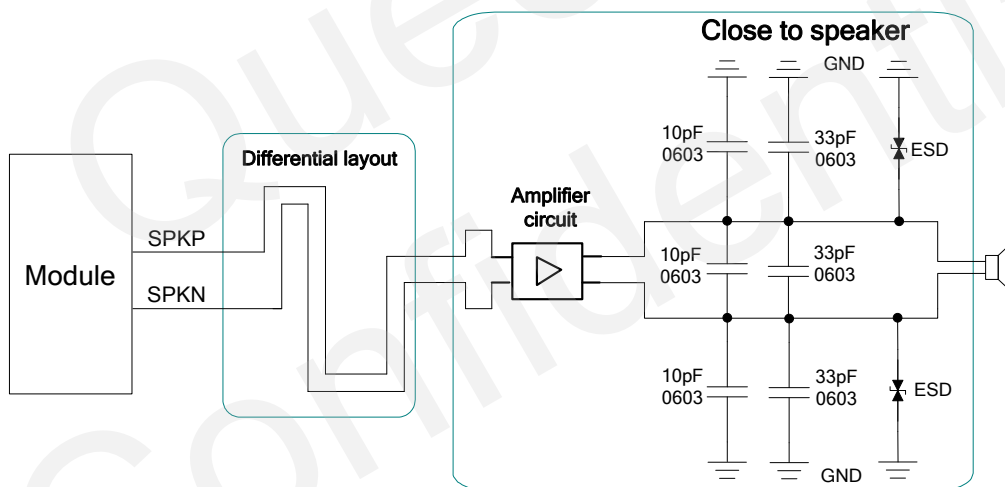 Close to speaker
GND
10pF
0603
33pF
0603
ESD
Differential layout
Amplifier
circuit
SPKP
10pF
0603
33pF
0603
Module
SPKN
10pF
0603
33pF
0603
ESD
GND
Confidential